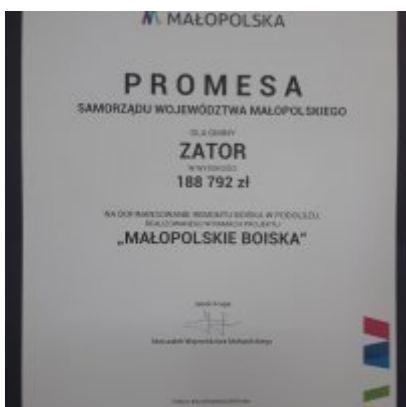 MAŁOPOLSKA
PROMESA
SAMORZĄDU WOJEWÓDZTWA MAŁOPOLSKIEGO
DLA GMINY
ZATOR
W WYSOKOŚCI
188 792 zł
NA DOFINANSOWANIE REMONTU BOISKA W PODOLSZU,
REALIZOWANEGO W RAMACH PROJEKTU
„MAŁOPOLSKIE BOISKA"
Marszałek Województwa Małopolskiego